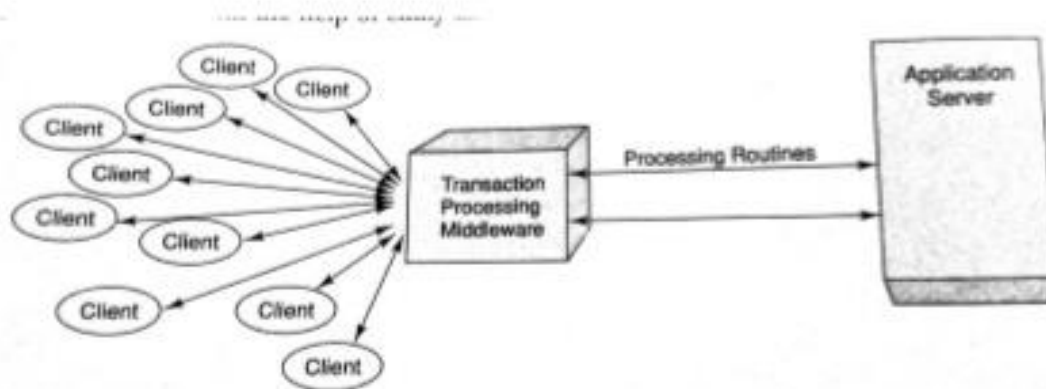 Client
Client
Client
Client
Client
Client
Client
Client
Client
Client
Transaction
Processing
Middleware
Processing Routines
Application
Server